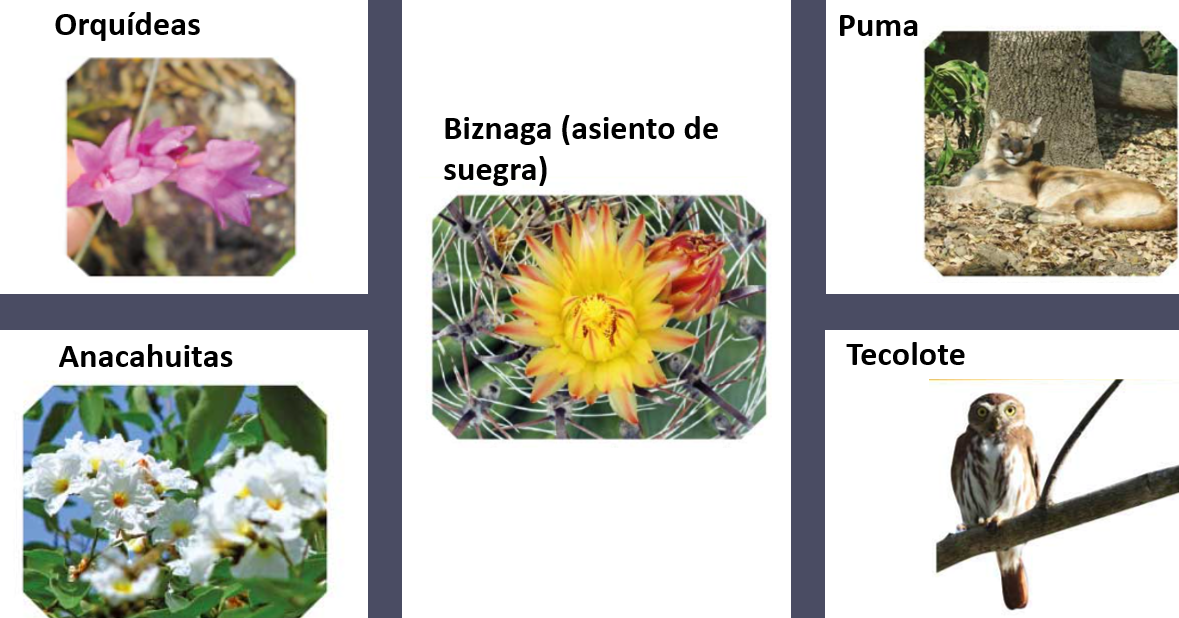 Orquídeas
Anacahuitas
Biznaga (asiento de
suegra)
Puma
Tecolote